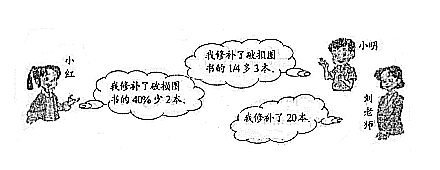 小红
我修补了破损图
书的40%少2本.
我修补了破损图
书的1/4多3本.
小明
我修补了20本.
刘老师